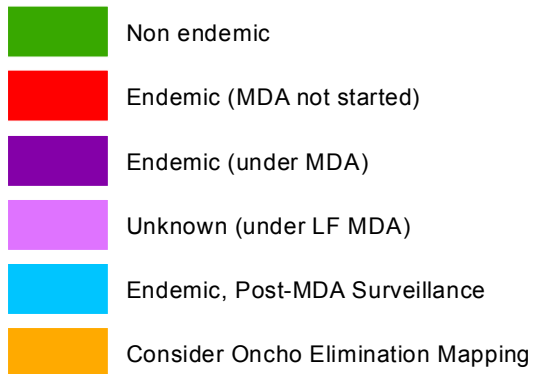 Non endemic
Endemic (MDA not started)
Endemic (under MDA)
Unknown (under LF MDA)
Endemic, Post-MDA Surveillance
Consider Oncho Elimination Mapping